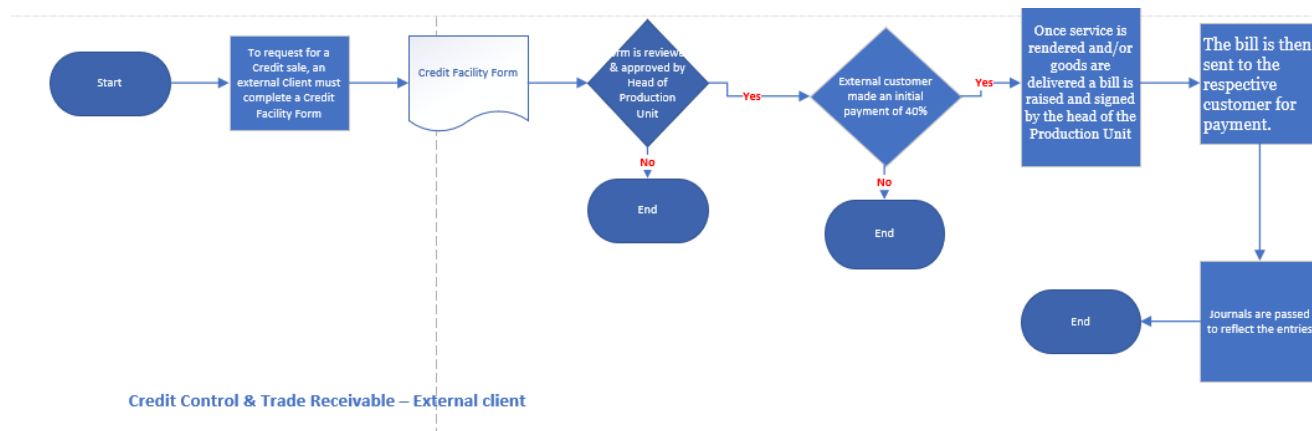 Start
To request for a
Credit sale, an
external Client must
complete a Credit
Facility Form
Credit Facility Form
rm is reviewe
& approved by
Head of
Production
Unit
Yes
No
End
External customer
made an initial
payment of 40%
Yes
No
End
Once service is
rendered and/or
goods are
delivered a bill is
raised and signed
by the head of the
Production Unit
The bill is then
sent to the
respective
customer for
payment.
Journals are passed
to reflect the entries
End
Credit Control & Trade Receivable – External client